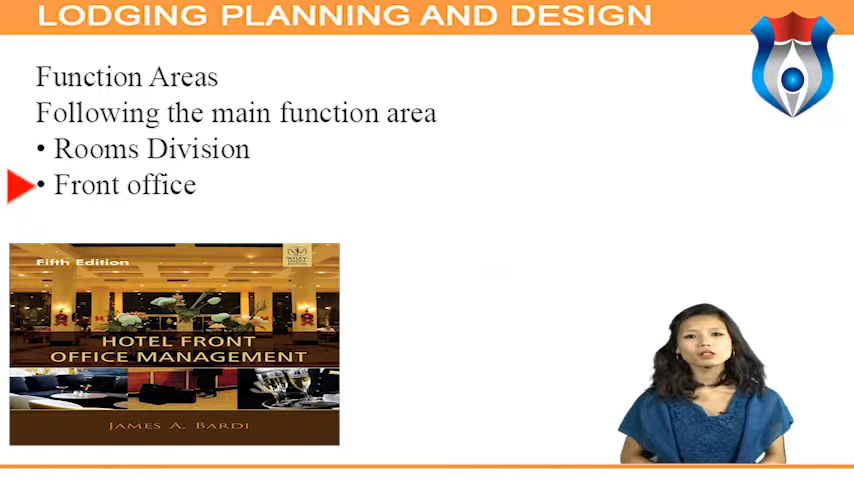 LODGING PLANNING AND DESIGN
Function Areas
Following the main function area
• Rooms Division
• Front office
Fifth Edition
WILEY
HOTEL FRONT
OFFICE MANAGEMENT
JAMES A. BARDI